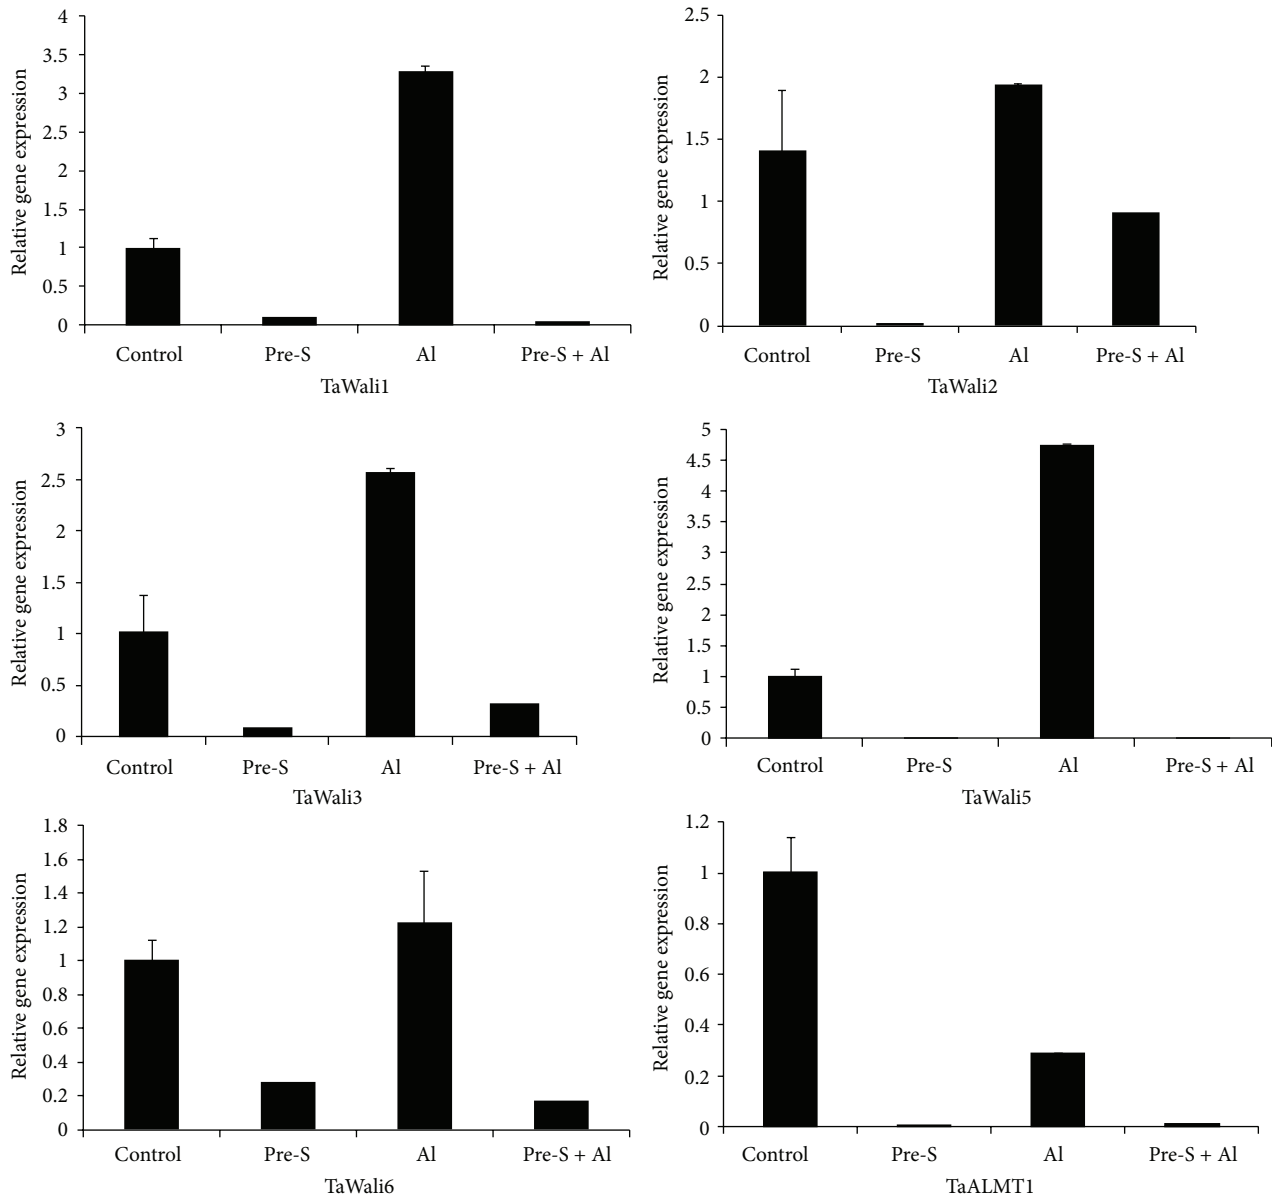 Relative gene expression
4
3.5
3
2.5
2
1.5
1
0.5
0
Control Pre-S Al Pre-S + Al
TaWali1
Relative gene expression
2.5
2
1.5
1
0.5
0
Control Pre-S Al Pre-S + Al
TaWali2
Relative gene expression
3
2.5
2
1.5
1
0.5
0
Control Pre-S Al Pre-S + Al
TaWali3
Relative gene expression
5
4.5
4
3.5
3
2.5
2
1.5
1
0.5
0
Control Pre-S Al Pre-S + Al
TaWali5
Relative gene expression
1.8
1.6
1.4
1.2
1
0.8
0.6
0.4
0.2
0
Control Pre-S Al Pre-S + Al
TaWali6
Relative gene expression
1.2
1
0.8
0.6
0.4
0.2
0
Control Pre-S Al Pre-S + Al
TaALMT1